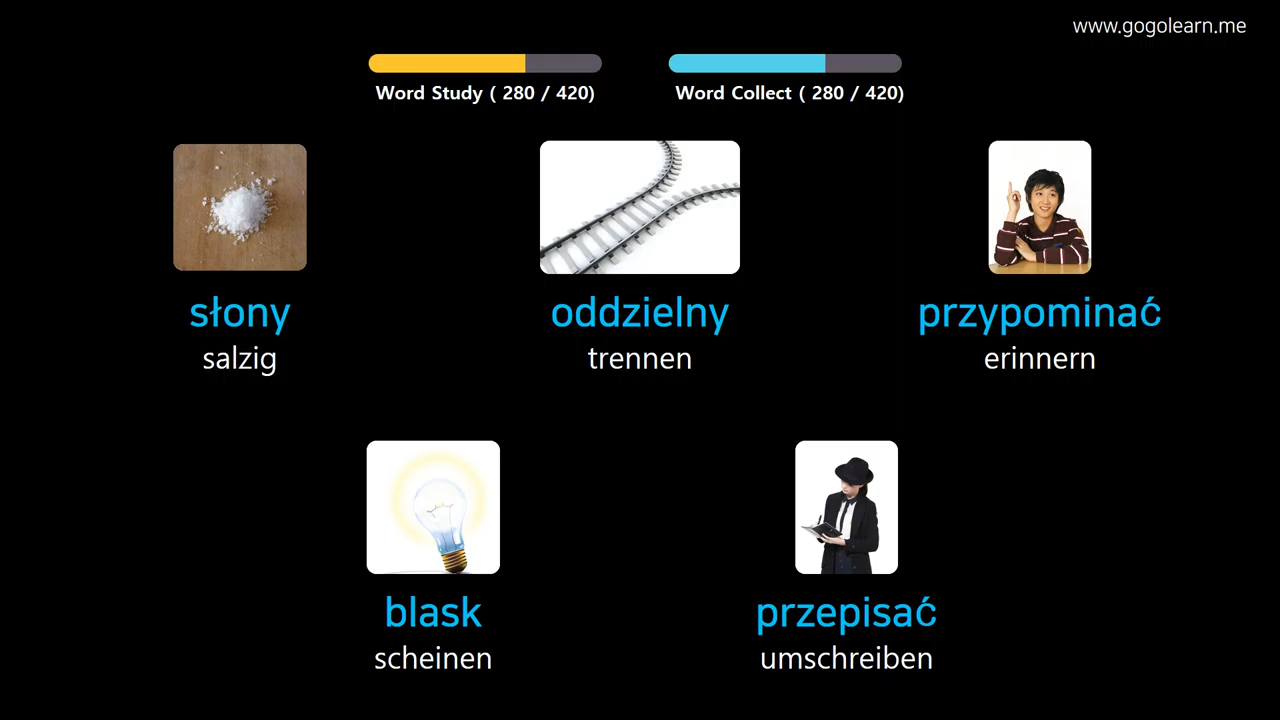 www.gogolearn.me
Word Study ( 280 / 420)
Word Collect ( 280 / 420)
słony
salzig
oddzielny
trennen
przypominać
erinnern
blask
scheinen
przepisać
umschreiben